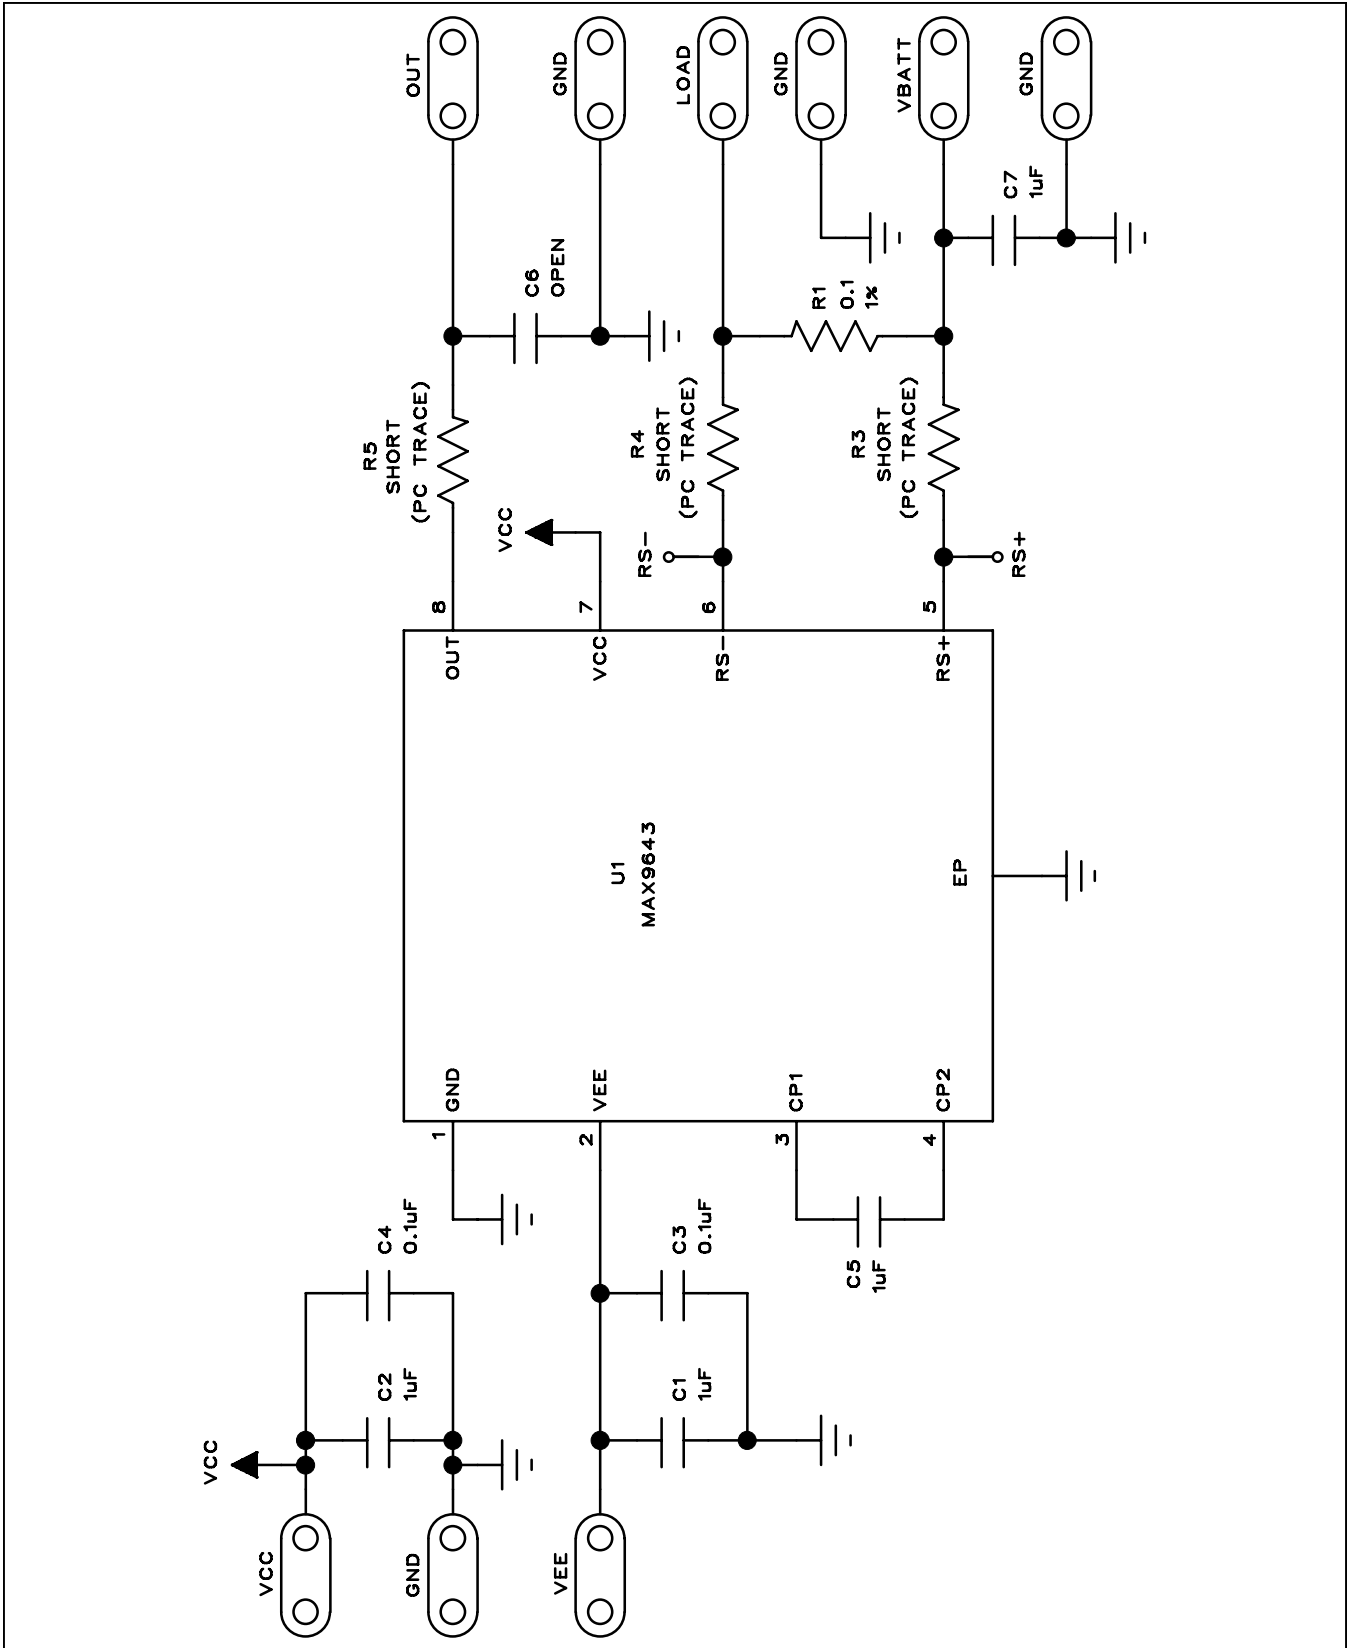 VCC
GND
VEE
VCC
C2
1uF
C4
0.1uF
C1
1uF
C3
0.1uF
C5
1uF
1
2
3
4
GND
VEE
CP1
CP2
U1
MAX9643
EP
OUT
VCC
RS-
RS+
8
7
6
5
VCC
RS-
RS+
R5
SHORT
(PC TRACE)
R4
SHORT
(PC TRACE)
R3
SHORT
(PC TRACE)
C6
OPEN
R1
0.1
1%
C7
1uF
OUT
GND
LOAD
GND
VBATT
GND